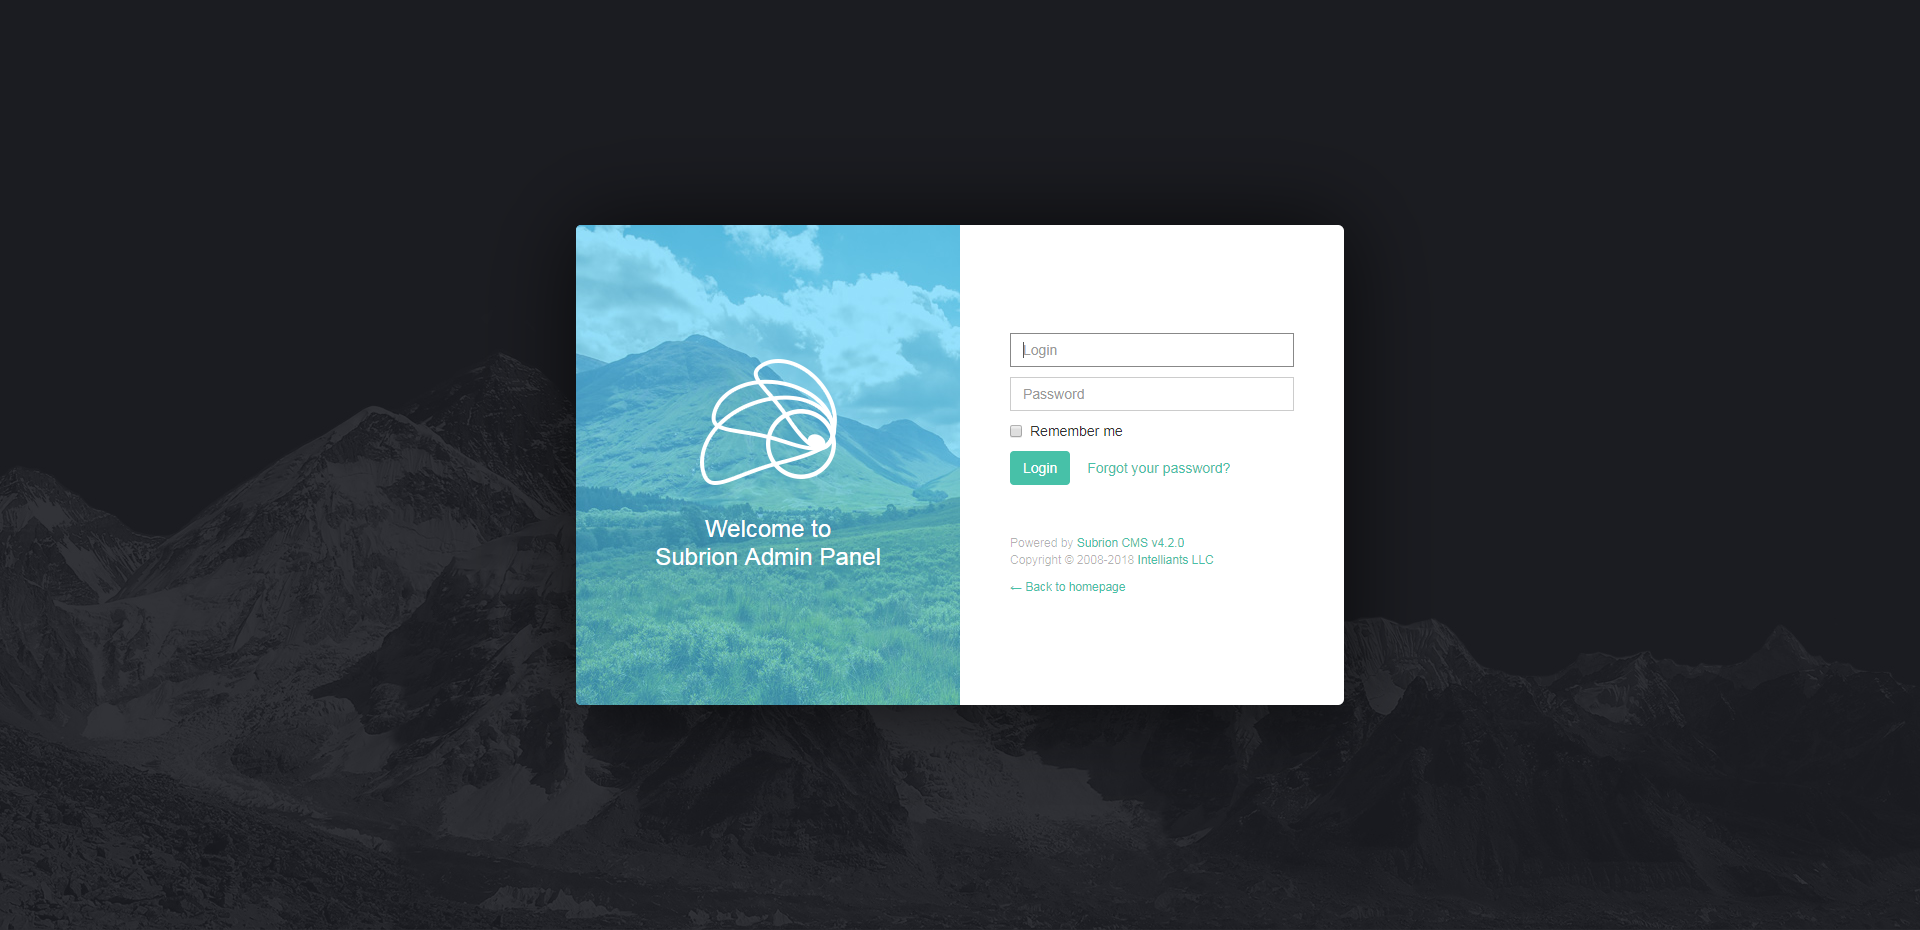 Welcome to
Subrion Admin Panel
Login
Password
Remember me
Login Forgot your password?
Powered by Subrion CMS v4.2.0
Copyright © 2008-2018 Intelliants LLC
← Back to homepage